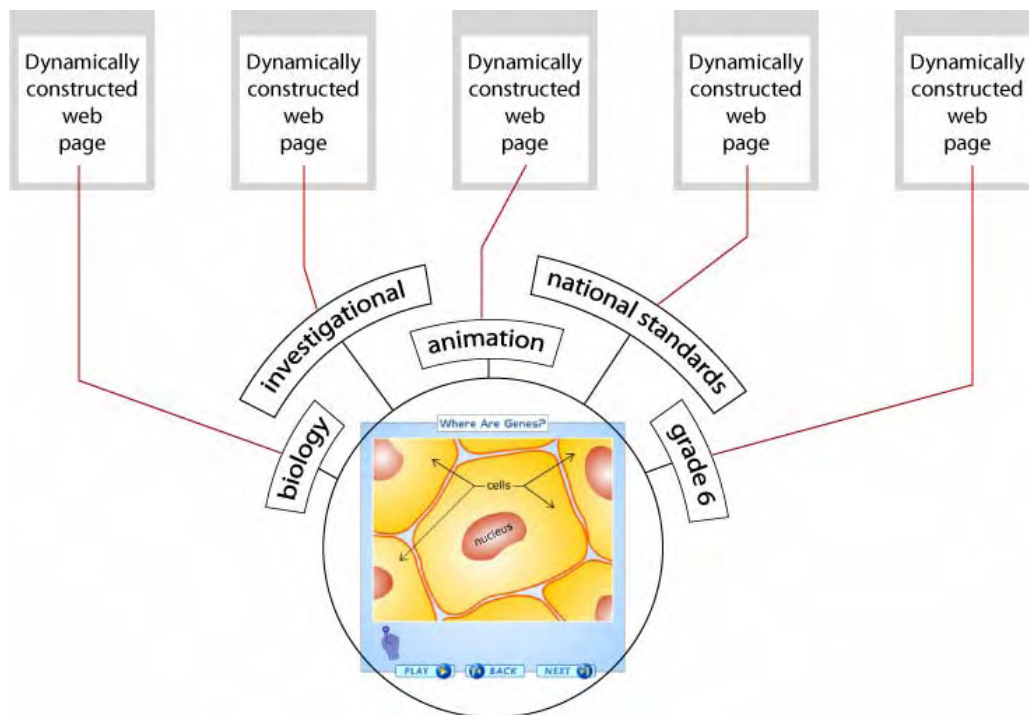 Dynamically
constructed
web
page
Dynamically
constructed
web
page
Dynamically
constructed
web
page
Dynamically
constructed
web
page
Dynamically
constructed
web
page
biology
investigational
animation
national standards
grade 6
Where Are Genes?
cells
nucleus
PLAY
BACK
NEXT